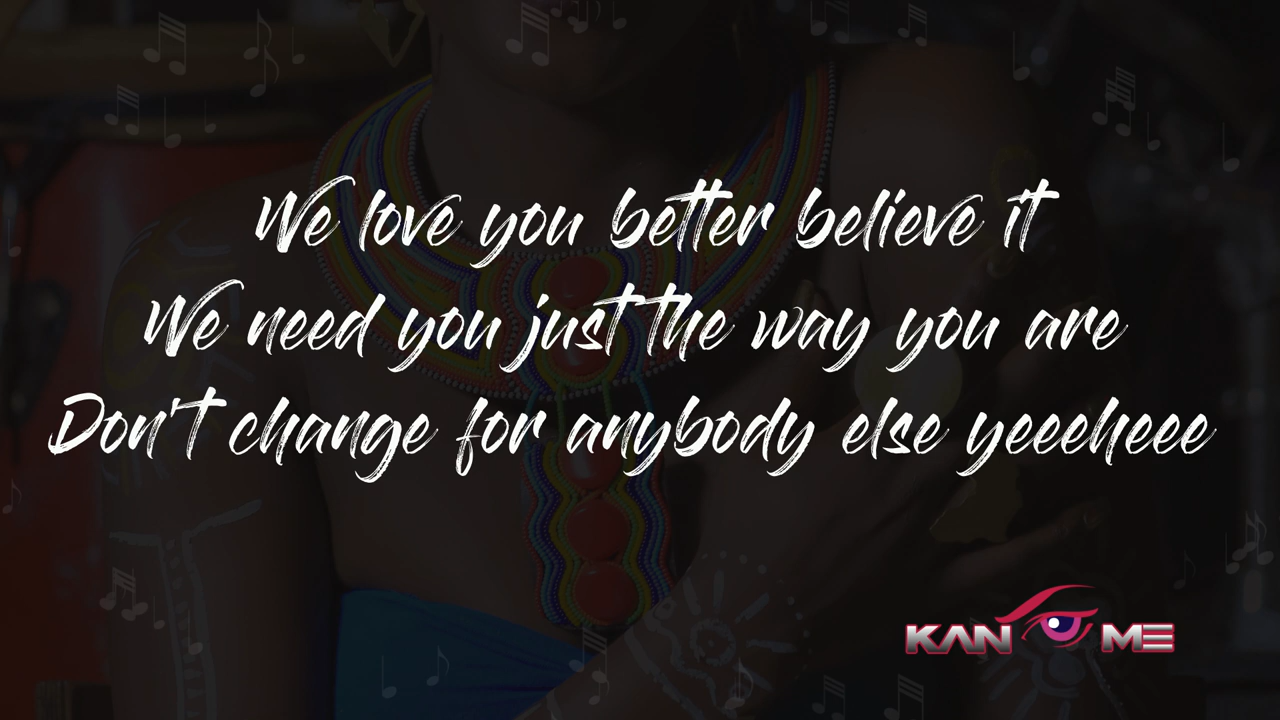 We love you better believe it
We need you just the way you are
Don't change for anybody else yeeeheee
KAN ME